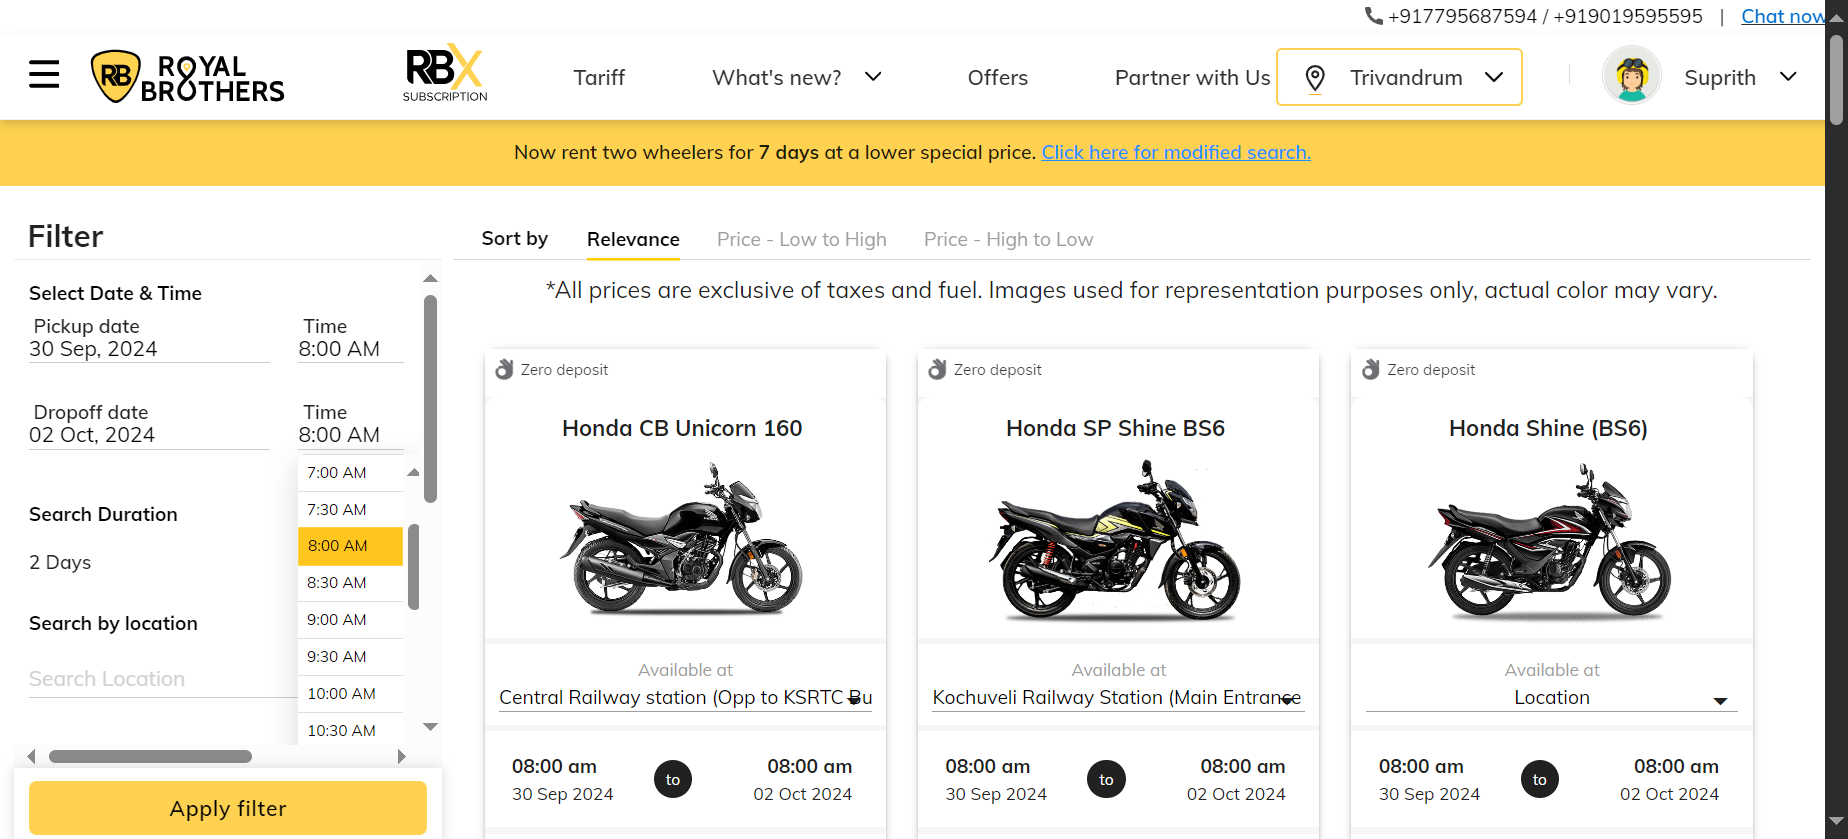 +917795687594 / +919019595595 | Chat now
RB ROYAL BROTHERS
RBX SUBSCRIPTION
Tariff
What's new?
Offers
Partner with Us
Trivandrum
Suprith
Now rent two wheelers for 7 days at a lower special price. Click here for modified search.
Filter
Select Date & Time
Pickup date Time
30 Sep, 2024 8:00 AM
Dropoff date Time
02 Oct, 2024 8:00 AM
7:00 AM
7:30 AM
8:00 AM
8:30 AM
9:00 AM
9:30 AM
10:00 AM
10:30 AM
Search Duration
2 Days
Search by location
Search Location
Apply filter
Sort by Relevance Price - Low to High Price - High to Low
*All prices are exclusive of taxes and fuel. Images used for representation purposes only, actual color may vary.
Zero deposit
Honda CB Unicorn 160
Available at
Central Railway station (Opp to KSRTC Bu
08:00 am to 08:00 am
30 Sep 2024 02 Oct 2024
Zero deposit
Honda SP Shine BS6
Available at
Kochuveli Railway Station (Main Entrance
08:00 am to 08:00 am
30 Sep 2024 02 Oct 2024
Zero deposit
Honda Shine (BS6)
Available at
Location
08:00 am to 08:00 am
30 Sep 2024 02 Oct 2024